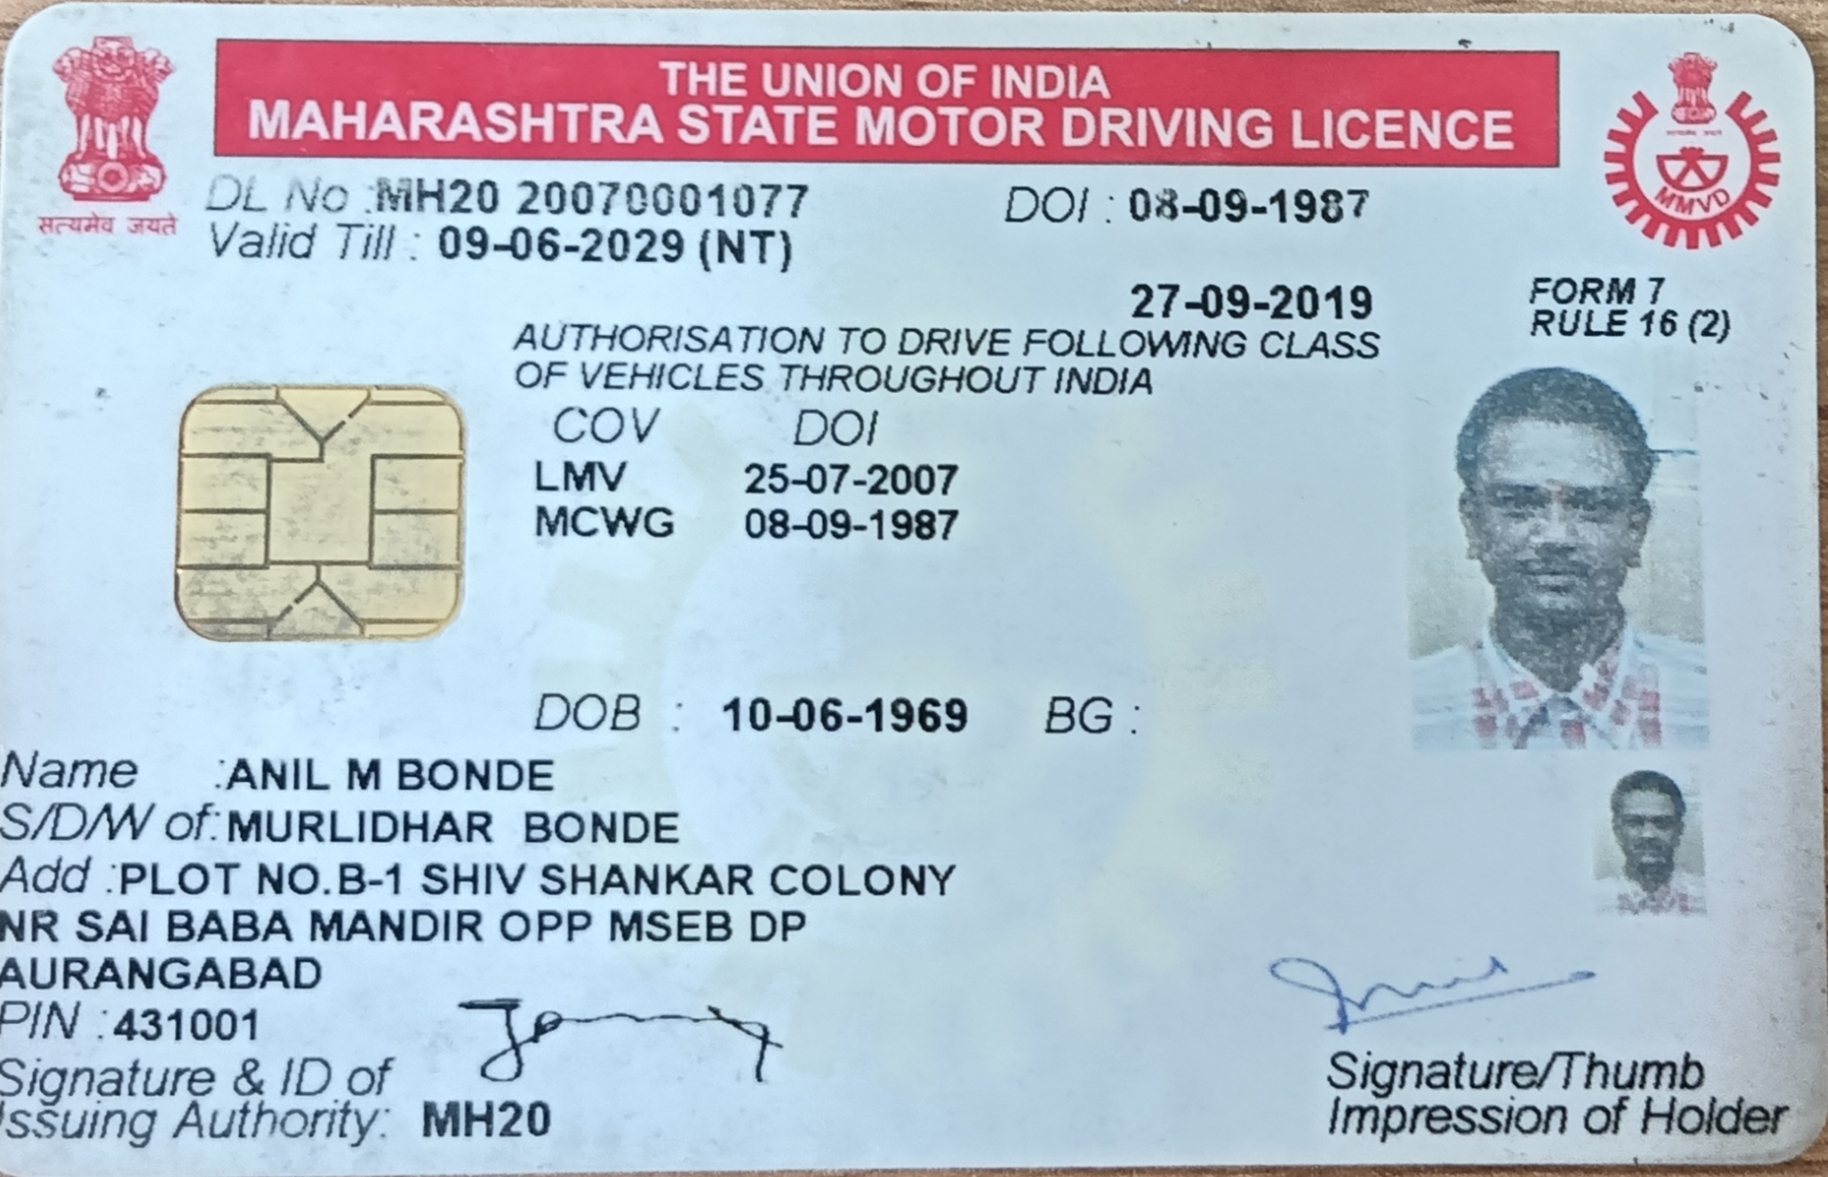 THE UNION OF INDIA
MAHARASHTRA STATE MOTOR DRIVING LICENCE
सत्यमेव जयते
MMVD
DL No :MH20 20070001077 DOI : 08-09-1987
Valid Till : 09-06-2029 (NT)
27-09-2019
FORM 7
RULE 16 (2)
AUTHORISATION TO DRIVE FOLLOWING CLASS
OF VEHICLES THROUGHOUT INDIA
COV DOI
LMV 25-07-2007
MCWG 08-09-1987
DOB : 10-06-1969 BG :
Name :ANIL M BONDE
S/D/W of:MURLIDHAR BONDE
Add :PLOT NO.B-1 SHIV SHANKAR COLONY
NR SAI BABA MANDIR OPP MSEB DP
AURANGABAD
PIN :431001
Signature & ID of
Issuing Authority: MH20
Signature/Thumb
Impression of Holder